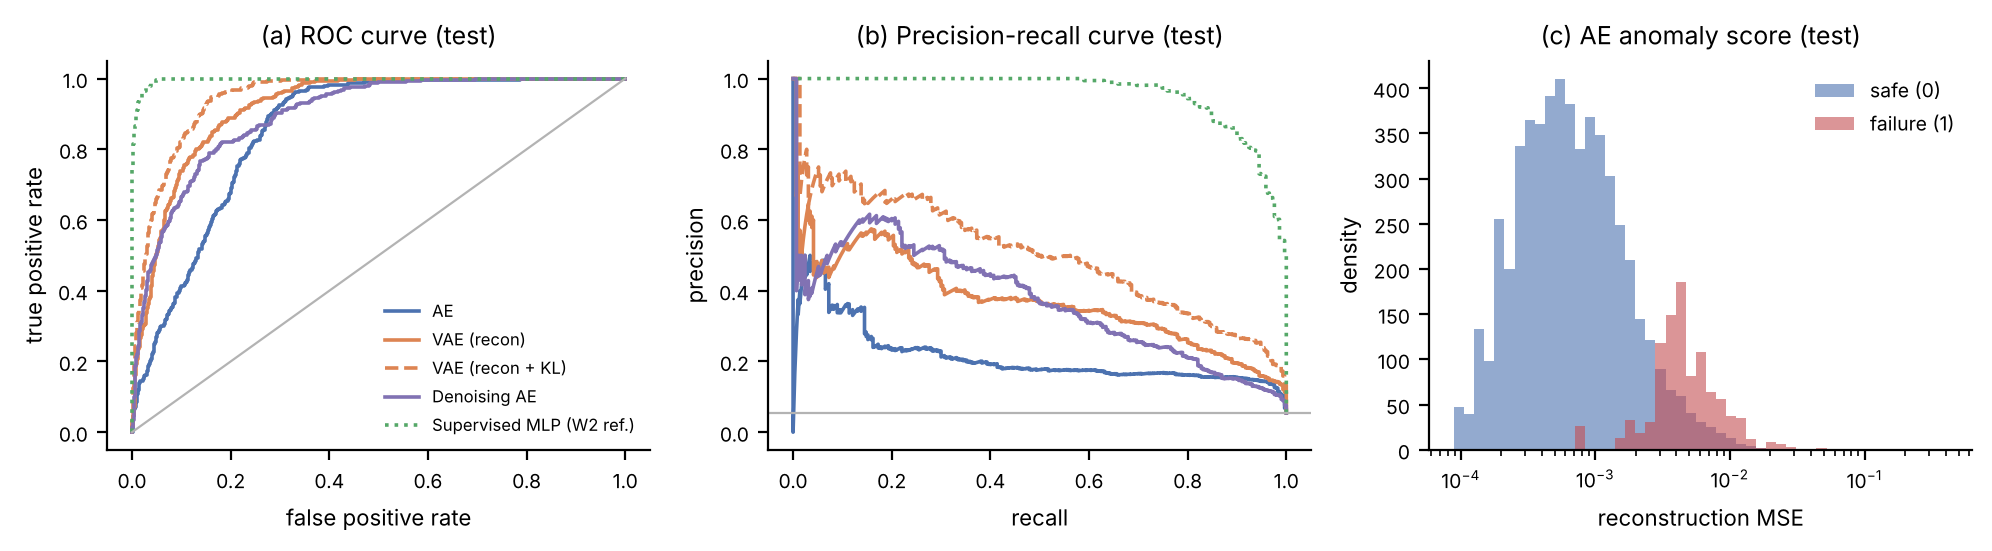 (a) ROC curve (test)
true positive rate
1.0
0.8
0.6
0.4
0.2
0.0
0.0 0.2 0.4 0.6 0.8 1.0
false positive rate
AE
VAE (recon)
VAE (recon + KL)
Denoising AE
Supervised MLP (W2 ref.)
(b) Precision-recall curve (test)
precision
1.0
0.8
0.6
0.4
0.2
0.0
0.0 0.2 0.4 0.6 0.8 1.0
recall
(c) AE anomaly score (test)
density
400
350
300
250
200
150
100
50
0
10⁻⁴ 10⁻³ 10⁻² 10⁻¹
reconstruction MSE
safe (0)
failure (1)